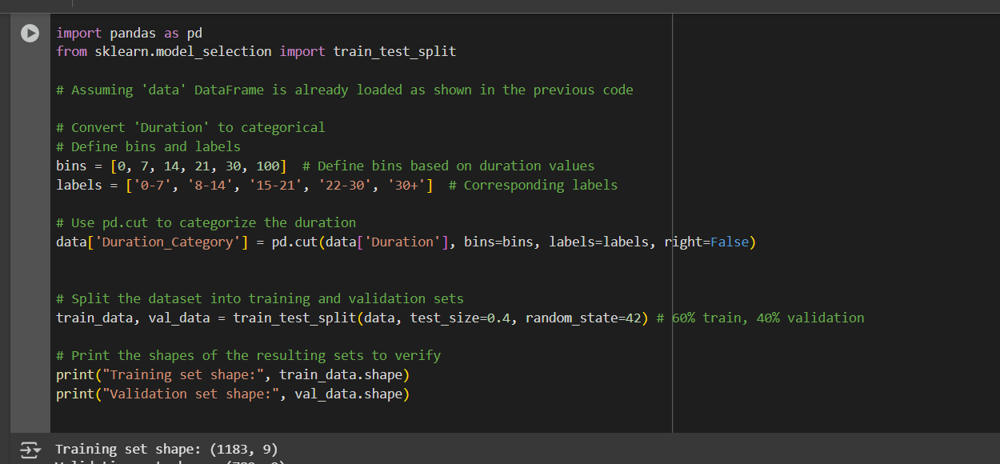 import pandas as pd
from sklearn.model_selection import train_test_split
# Assuming 'data' DataFrame is already loaded as shown in the previous code
# Convert 'Duration' to categorical
# Define bins and labels
bins = [0, 7, 14, 21, 30, 100]  # Define bins based on duration values
labels = ['0-7', '8-14', '15-21', '22-30', '30+']  # Corresponding labels
# Use pd.cut to categorize the duration
data['Duration_Category'] = pd.cut(data['Duration'], bins=bins, labels=labels, right=False)
# Split the dataset into training and validation sets
train_data, val_data = train_test_split(data, test_size=0.4, random_state=42) # 60% train, 40% validation
# Print the shapes of the resulting sets to verify
print("Training set shape:", train_data.shape)
print("Validation set shape:", val_data.shape)
Training set shape: (1183, 9)